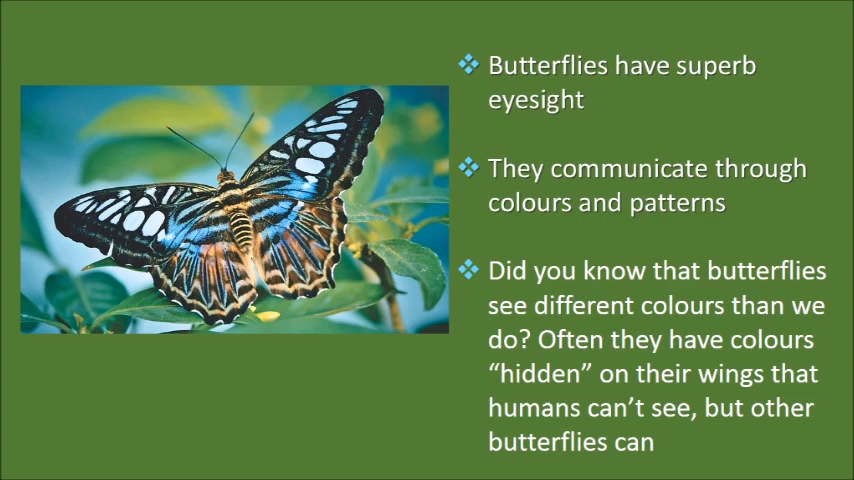 Butterflies have superb
eyesight
They communicate through
colours and patterns
Did you know that butterflies
see different colours than we
do? Often they have colours
“hidden” on their wings that
humans can’t see, but other
butterflies can